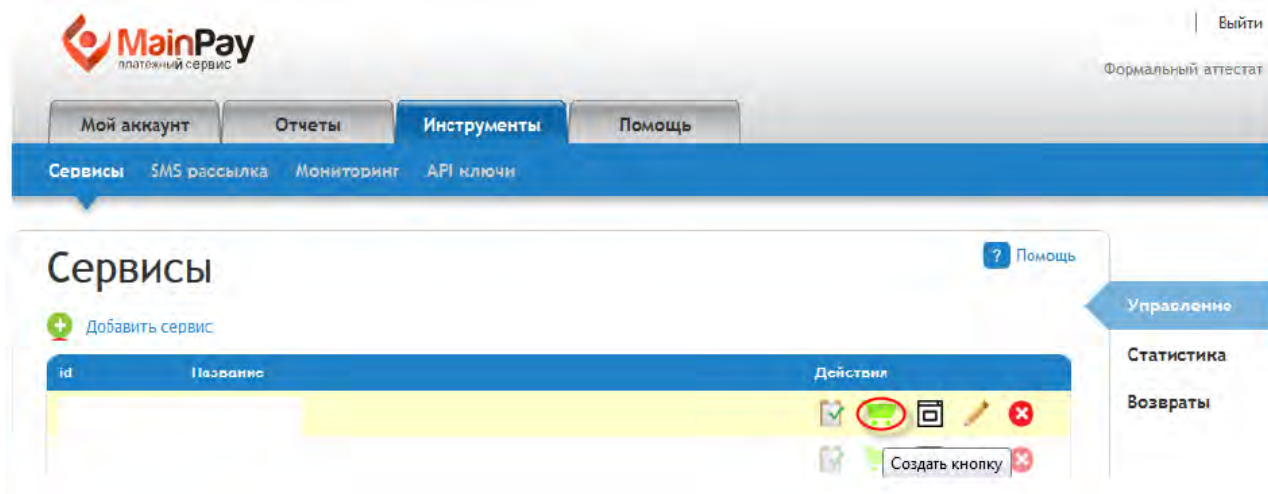 Выйти
MainPay
платежный сервис
Формальный аттестат
Мой аккаунт Отчеты Инструменты Помощь
Сервисы SMS рассылка Мониторинг API ключи
Сервисы
? Помощь
Управление
Добавить сервис
Статистика
id Название Действия
Возвраты
Создать кнопку